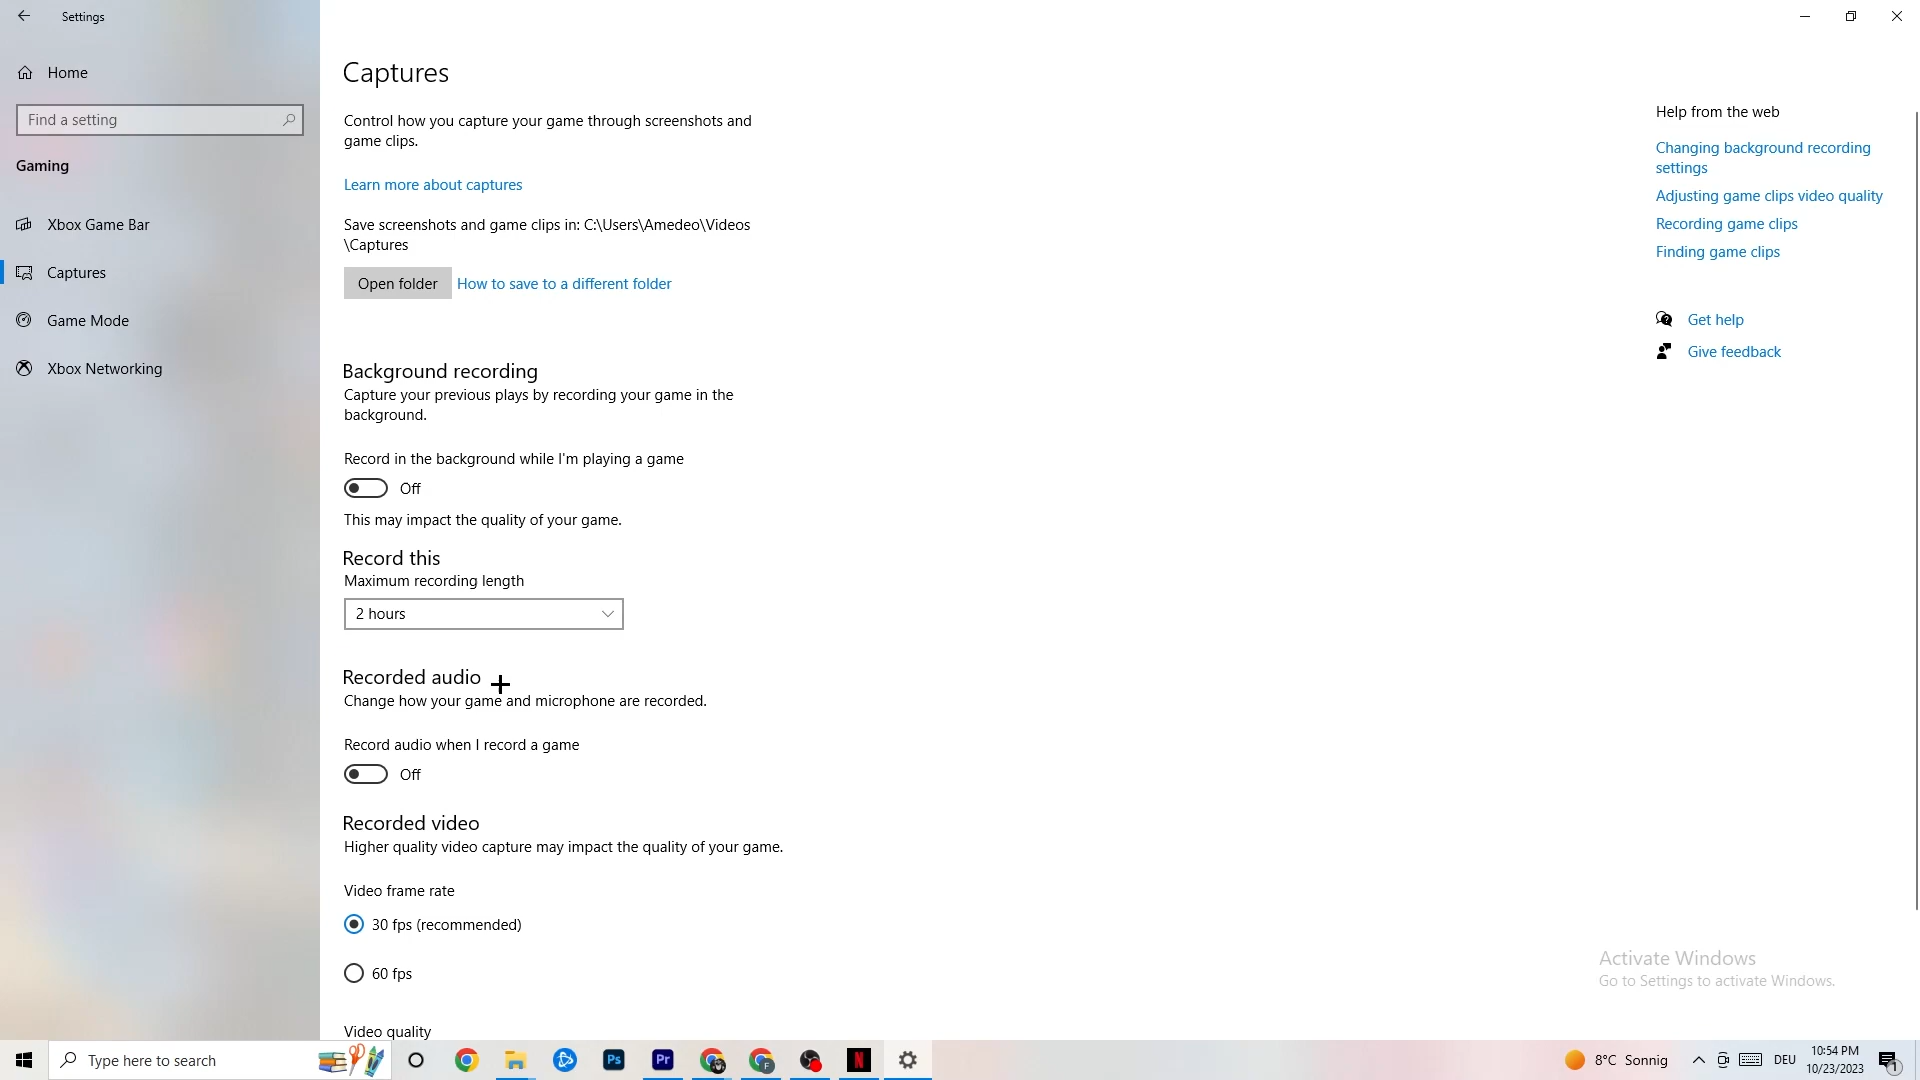 Settings
Home
Find a setting
Gaming
Xbox Game Bar
Captures
Game Mode
Xbox Networking
Captures
Control how you capture your game through screenshots and
game clips.
Learn more about captures
Save screenshots and game clips in: C:\Users\Amedeo\Videos
\Captures
Open folder
How to save to a different folder
Background recording
Capture your previous plays by recording your game in the
background.
Record in the background while I'm playing a game
Off
This may impact the quality of your game.
Record this
Maximum recording length
2 hours
Recorded audio
Change how your game and microphone are recorded.
Record audio when I record a game
Off
Recorded video
Higher quality video capture may impact the quality of your game.
Video frame rate
30 fps (recommended)
60 fps
Video quality
Help from the web
Changing background recording
settings
Adjusting game clips video quality
Recording game clips
Finding game clips
Get help
Give feedback
Activate Windows
Go to Settings to activate Windows.
Type here to search
Ps
Pr
F
N
8°C Sonnig
DEU
10:54 PM
10/23/2023
1